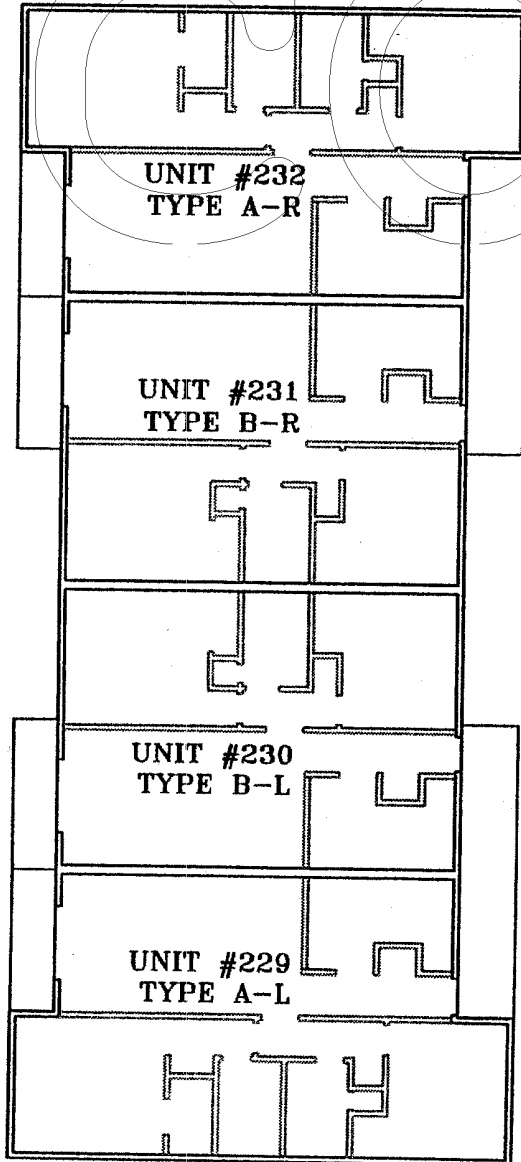 UNIT #232
TYPE A-R
UNIT #231
TYPE B-R
UNIT #230
TYPE B-L
UNIT #229
TYPE A-L